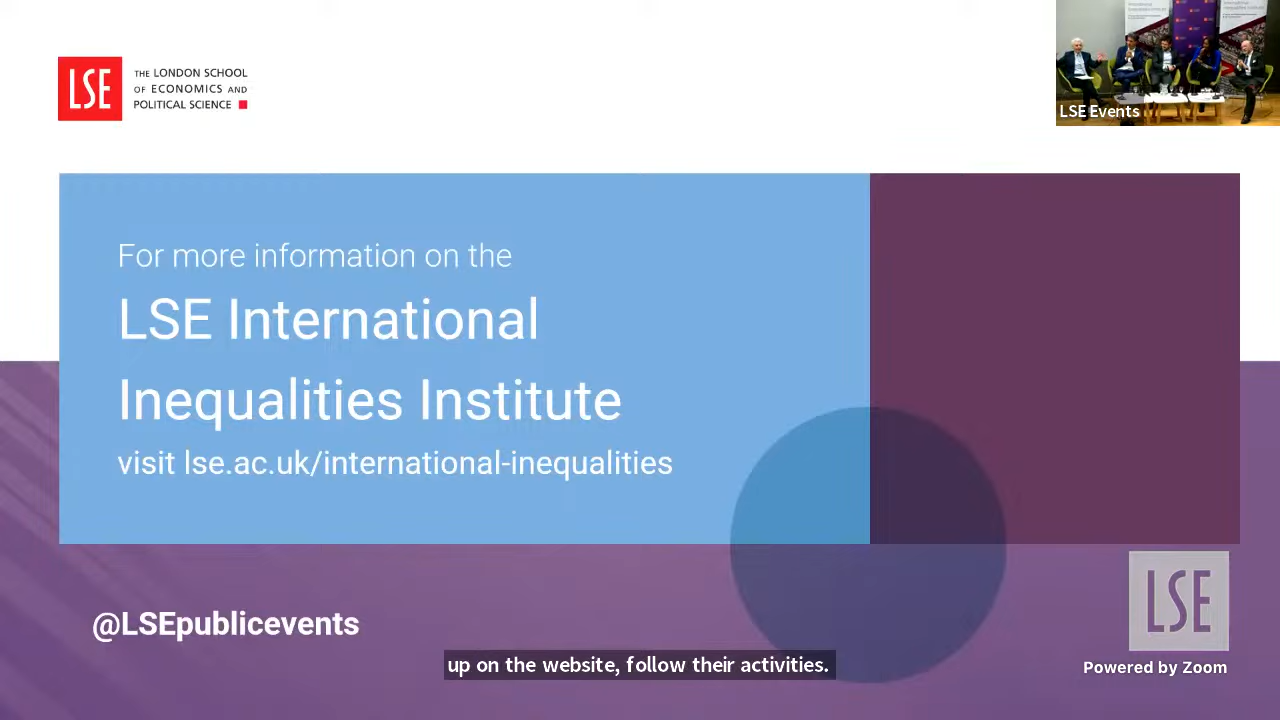 LSE
THE LONDON SCHOOL
OF ECONOMICS AND
POLITICAL SCIENCE
LSE Events
For more information on the
LSE International
Inequalities Institute
visit lse.ac.uk/international-inequalities
@LSEpublicevents
LSE
up on the website, follow their activities.
Powered by Zoom